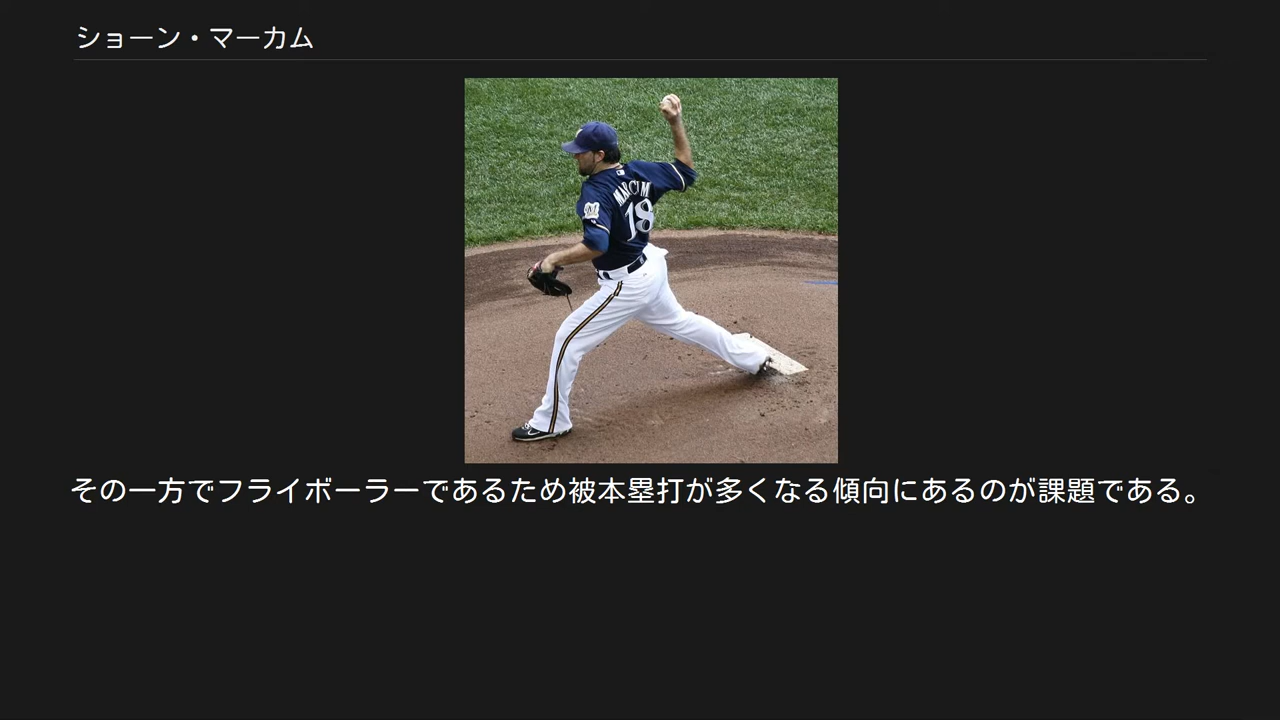 ショーン・マーカム
MARCUM
18
その一方でフライボーラーであるため被本塁打が多くなる傾向にあるのが課題である。